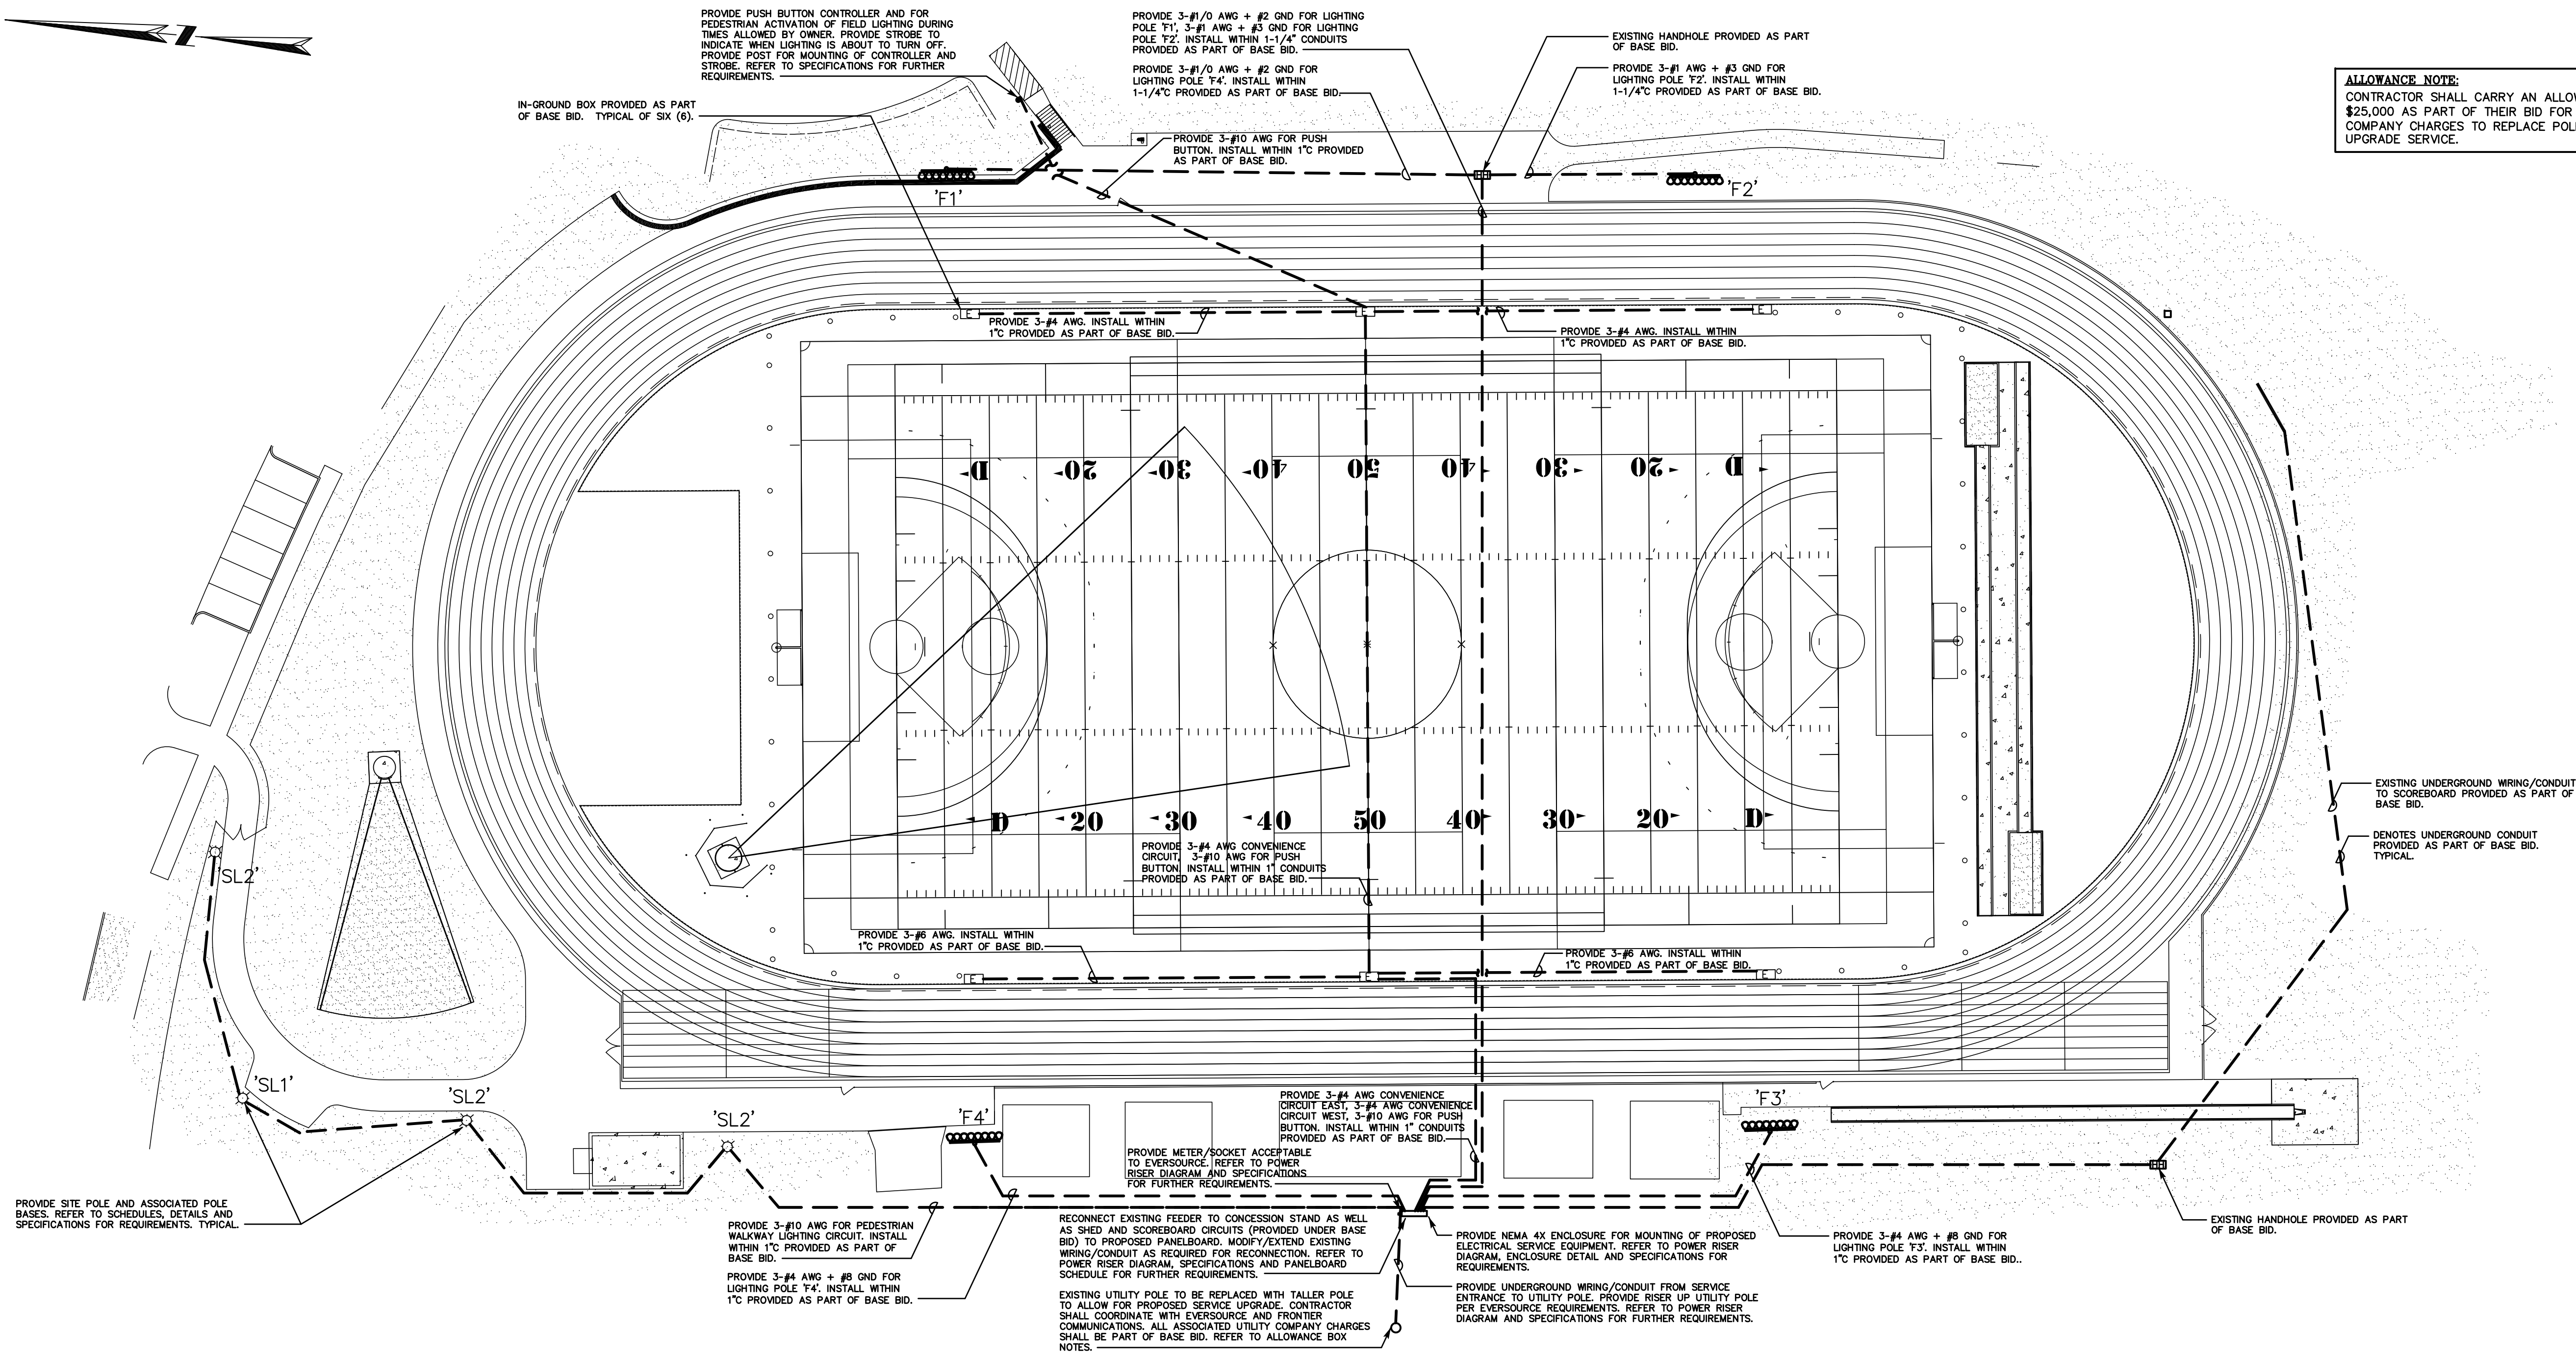 PROVIDE PUSH BUTTON CONTROLLER AND FOR
PEDESTRIAN ACTIVATION OF FIELD LIGHTING DURING
TIMES ALLOWED BY OWNER. PROVIDE STROBE TO
INDICATE WHEN LIGHTING IS ABOUT TO TURN OFF.
PROVIDE POST FOR MOUNTING OF CONTROLLER AND
STROBE. REFER TO SPECIFICATIONS FOR FURTHER
REQUIREMENTS.
PROVIDE 3-#1/0 AWG + #2 GND FOR LIGHTING
POLE 'F1', 3-#1 AWG + #3 GND FOR LIGHTING
POLE 'F2'. INSTALL WITHIN 1-1/4" CONDUITS
PROVIDED AS PART OF BASE BID.
PROVIDE 3-#1/0 AWG + #2 GND FOR
LIGHTING POLE 'F4'. INSTALL WITHIN
1-1/4"C PROVIDED AS PART OF BASE BID.
EXISTING HANDHOLE PROVIDED AS PART
OF BASE BID.
PROVIDE 3-#1 AWG + #3 GND FOR
LIGHTING POLE 'F2'. INSTALL WITHIN
1-1/4"C PROVIDED AS PART OF BASE BID.
ALLOWANCE NOTE:
CONTRACTOR SHALL CARRY AN ALLOW
$25,000 AS PART OF THEIR BID FOR
COMPANY CHARGES TO REPLACE POL
UPGRADE SERVICE.
IN-GROUND BOX PROVIDED AS PART
OF BASE BID. TYPICAL OF SIX (6).
PROVIDE 3-#10 AWG FOR PUSH
BUTTON. INSTALL WITHIN 1"C PROVIDED
AS PART OF BASE BID.
'F1'
'F2'
E
E
E
PROVIDE 3-#4 AWG. INSTALL WITHIN
1"C PROVIDED AS PART OF BASE BID.
PROVIDE 3-#4 AWG. INSTALL WITHIN
1"C PROVIDED AS PART OF BASE BID.
D 20 30 40 50 40 30 20 D
EXISTING UNDERGROUND WIRING/CONDUIT
TO SCOREBOARD PROVIDED AS PART OF
BASE BID.
DENOTES UNDERGROUND CONDUIT
PROVIDED AS PART OF BASE BID.
TYPICAL.
D 20 30 40 50 40 30 20 D
PROVIDE 3-#4 AWG CONVENIENCE
CIRCUIT, 3-#10 AWG FOR PUSH
BUTTON. INSTALL WITHIN 1" CONDUITS
PROVIDED AS PART OF BASE BID.
'SL2'
PROVIDE 3-#6 AWG. INSTALL WITHIN
1"C PROVIDED AS PART OF BASE BID.
PROVIDE 3-#6 AWG. INSTALL WITHIN
1"C PROVIDED AS PART OF BASE BID.
E
E
E
'SL1'
'SL2'
'SL2'
'F4'
'F3'
PROVIDE 3-#4 AWG CONVENIENCE
CIRCUIT EAST, 3-#4 AWG CONVENIENCE
CIRCUIT WEST, 3-#10 AWG FOR PUSH
BUTTON. INSTALL WITHIN 1" CONDUITS
PROVIDED AS PART OF BASE BID.
PROVIDE METER/SOCKET ACCEPTABLE
TO EVERSOURCE. REFER TO POWER
RISER DIAGRAM AND SPECIFICATIONS
FOR FURTHER REQUIREMENTS.
PROVIDE SITE POLE AND ASSOCIATED POLE
BASES. REFER TO SCHEDULES, DETAILS AND
SPECIFICATIONS FOR REQUIREMENTS. TYPICAL.
PROVIDE 3-#10 AWG FOR PEDESTRIAN
WALKWAY LIGHTING CIRCUIT. INSTALL
WITHIN 1"C PROVIDED AS PART OF
BASE BID.
PROVIDE 3-#4 AWG + #8 GND FOR
LIGHTING POLE 'F4'. INSTALL WITHIN
1"C PROVIDED AS PART OF BASE BID.
RECONNECT EXISTING FEEDER TO CONCESSION STAND AS WELL
AS SHED AND SCOREBOARD CIRCUITS (PROVIDED UNDER BASE
BID) TO PROPOSED PANELBOARD. MODIFY/EXTEND EXISTING
WIRING/CONDUIT AS REQUIRED FOR RECONNECTION. REFER TO
POWER RISER DIAGRAM, SPECIFICATIONS AND PANELBOARD
SCHEDULE FOR FURTHER REQUIREMENTS.
EXISTING UTILITY POLE TO BE REPLACED WITH TALLER POLE
TO ALLOW FOR PROPOSED SERVICE UPGRADE. CONTRACTOR
SHALL COORDINATE WITH EVERSOURCE AND FRONTIER
COMMUNICATIONS. ALL ASSOCIATED UTILITY COMPANY CHARGES
SHALL BE PART OF BASE BID. REFER TO ALLOWANCE BOX
NOTES.
PROVIDE NEMA 4X ENCLOSURE FOR MOUNTING OF PROPOSED
ELECTRICAL SERVICE EQUIPMENT. REFER TO POWER RISER
DIAGRAM, ENCLOSURE DETAIL AND SPECIFICATIONS FOR
REQUIREMENTS.
PROVIDE UNDERGROUND WIRING/CONDUIT FROM SERVICE
ENTRANCE TO UTILITY POLE. PROVIDE RISER UP UTILITY POLE
PER EVERSOURCE REQUIREMENTS. REFER TO POWER RISER
DIAGRAM AND SPECIFICATIONS FOR FURTHER REQUIREMENTS.
PROVIDE 3-#4 AWG + #8 GND FOR
LIGHTING POLE 'F3'. INSTALL WITHIN
1"C PROVIDED AS PART OF BASE BID..
EXISTING HANDHOLE PROVIDED AS PART
OF BASE BID.